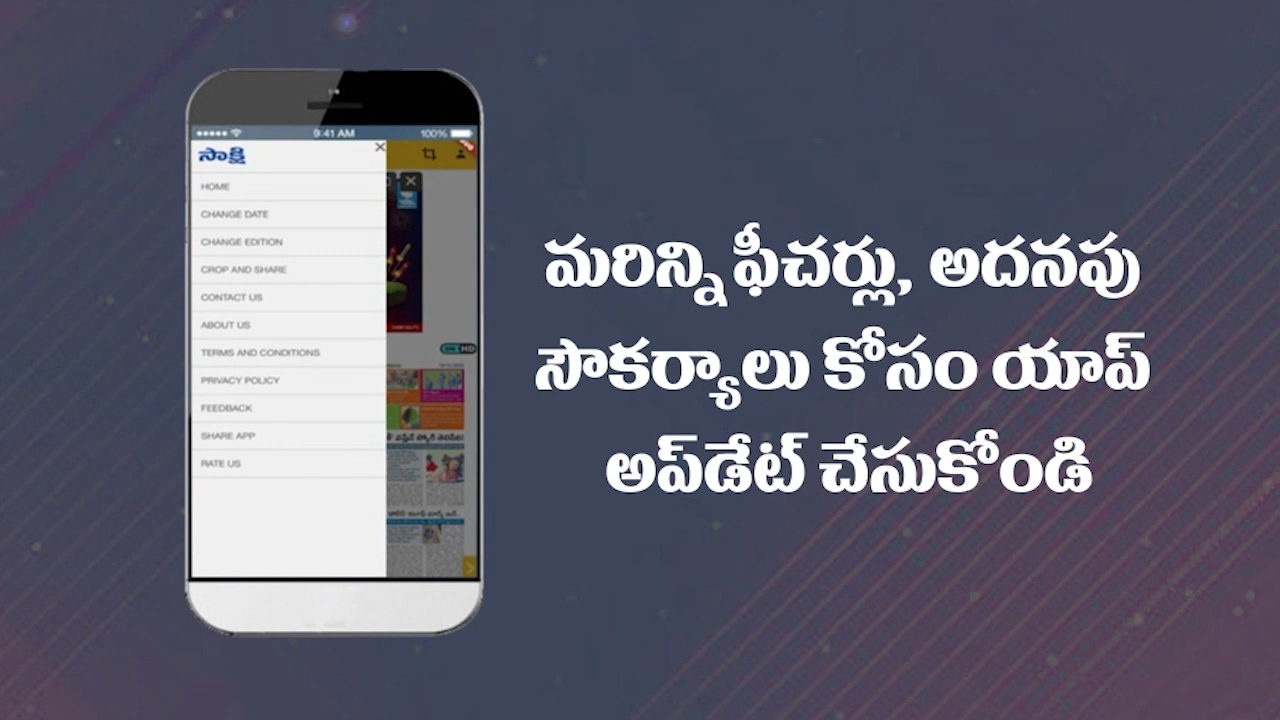 9:41 AM
100%
సాక్షి
HOME
CHANGE DATE
CHANGE EDITION
CROP AND SHARE
CONTACT US
ABOUT US
TERMS AND CONDITIONS
PRIVACY POLICY
FEEDBACK
SHARE APP
RATE US
HD
మరిన్ని ఫీచర్లు, అదనపు
సౌకర్యాలు కోసం యాప్
అప్‌డేట్ చేసుకోండి